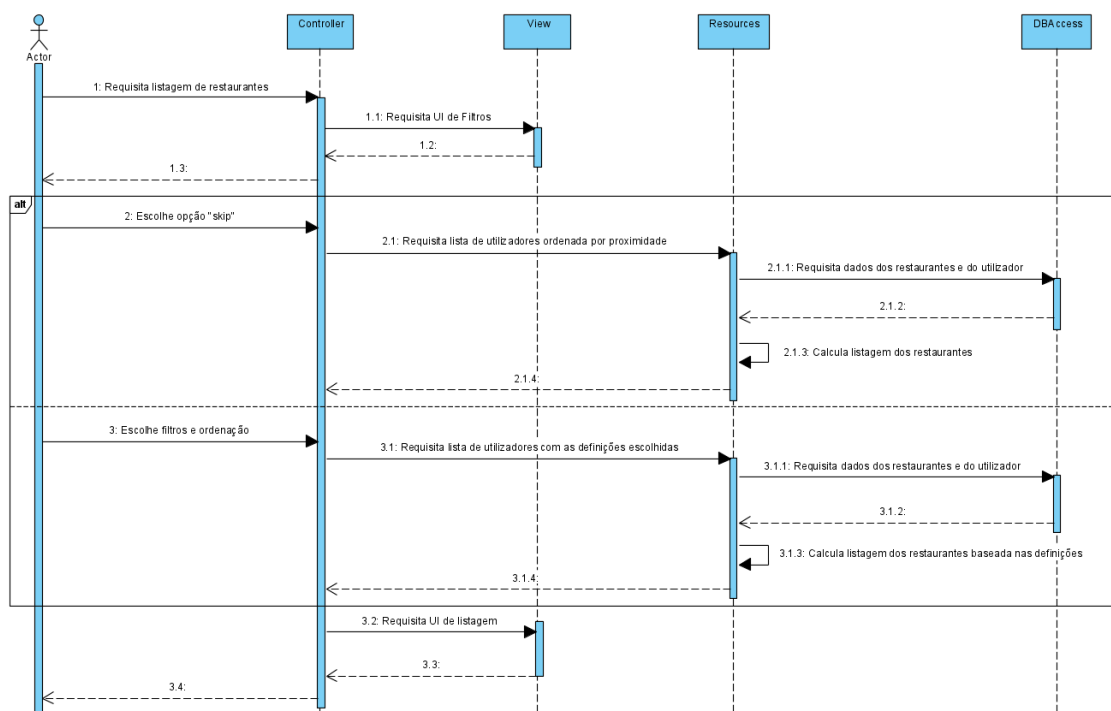 Controller
View
Resources
DBAccess
Actor
1: Requisita listagem de restaurantes
1.1: Requisita UI de Filtros
1.2:
1.3:
alt
2: Escolhe opção "skip"
2.1: Requisita lista de utilizadores ordenada por proximidade
2.1.1: Requisita dados dos restaurantes e do utilizador
2.1.2:
2.1.3: Calcula listagem dos restaurantes
2.1.4:
3: Escolhe filtros e ordenação
3.1: Requisita lista de utilizadores com as definições escolhidas
3.1.1: Requisita dados dos restaurantes e do utilizador
3.1.2:
3.1.3: Calcula listagem dos restaurantes baseada nas definições
3.1.4:
3.2: Requisita UI de listagem
3.3:
3.4: